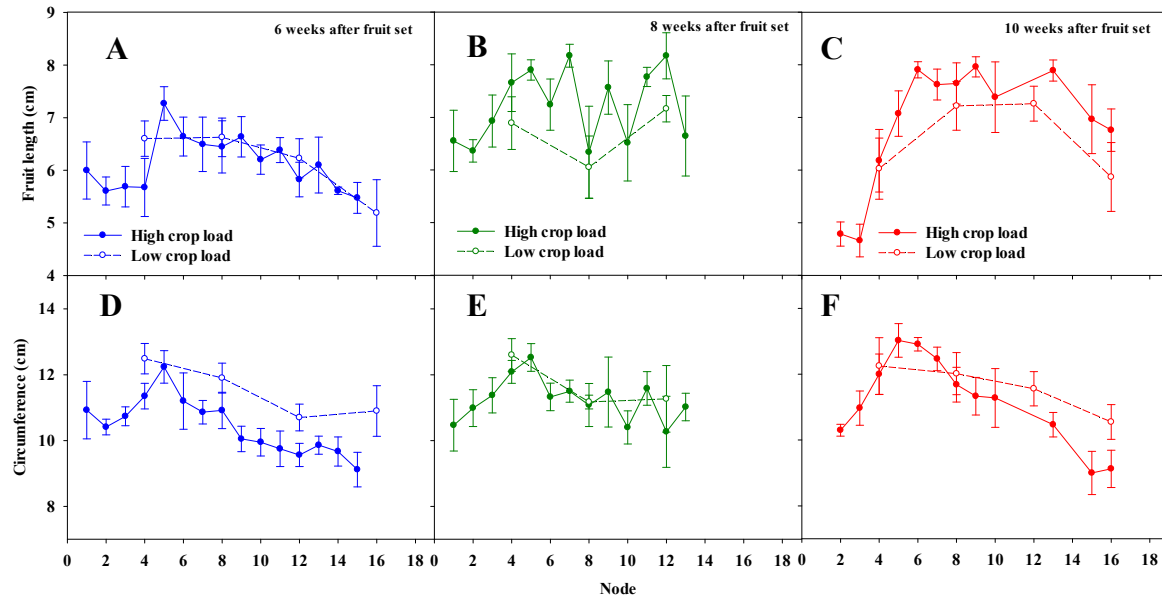 6 weeks after fruit set
8 weeks after fruit set
10 weeks after fruit set
A
B
C
Fruit length (cm)
9
8
7
6
5
4
High crop load
Low crop load
High crop load
Low crop load
High crop load
Low crop load
D
E
F
Circumference (cm)
14
12
10
8
0 2 4 6 8 10 12 14 16 0 2 4 6 8 10 12 14 16 0 2 4 6 8 10 12 14 16 18
Node